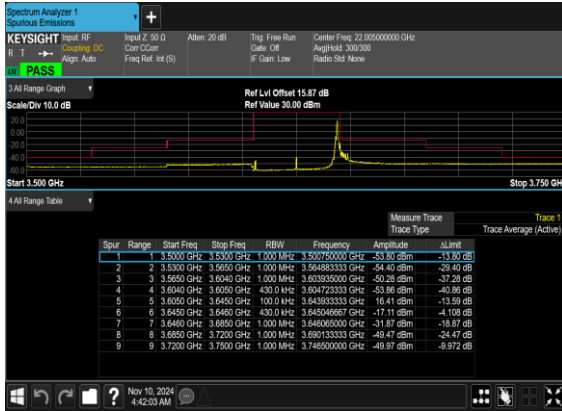 Spectrum Analyzer 1
Spurious Emissions
+
KEYSIGHT Input: RF Input Z: 50 Ω Atten: 20 dB Trig: Free Run Center Freq: 22.005000000 GHz
R T Coupling: DC Corr CCorr Gate: Off Avg|Hold: 300/300
Align: Auto Freq Ref: Int (S) IF Gain: Low Radio Std: None
LM PASS
3 All Range Graph Ref Lvl Offset 15.87 dB
Scale/Div 10.0 dB Ref Value 30.00 dBm
20.0
0.00
-20.0
-40.0
-60.0
Start 3.500 GHz Stop 3.750 GH
4 All Range Table
Measure Trace Trace 1
Trace Type Trace Average (Active)
Spur Range Start Freq Stop Freq RBW Frequency Amplitude ΔLimit
1 1 3.5000 GHz 3.5300 GHz 1.000 MHz 3.500750000 GHz -53.80 dBm -13.80 dB
2 2 3.5300 GHz 3.5650 GHz 1.000 MHz 3.564883333 GHz -54.40 dBm -29.40 dB
3 3 3.5650 GHz 3.6040 GHz 1.000 MHz 3.603935000 GHz -50.28 dBm -37.28 dB
4 4 3.6040 GHz 3.6050 GHz 430.0 kHz 3.604723333 GHz -53.86 dBm -40.86 dB
5 5 3.6050 GHz 3.6450 GHz 100.0 kHz 3.643933333 GHz 16.41 dBm -13.59 dB
6 6 3.6450 GHz 3.6460 GHz 430.0 kHz 3.645046667 GHz -17.11 dBm -4.108 dB
7 7 3.6460 GHz 3.6850 GHz 1.000 MHz 3.646065000 GHz -31.87 dBm -18.87 dB
8 8 3.6850 GHz 3.7200 GHz 1.000 MHz 3.690133333 GHz -49.47 dBm -24.47 dB
9 9 3.7200 GHz 3.7500 GHz 1.000 MHz 3.746500000 GHz -49.97 dBm -9.972 dB
? Nov 10, 2024
4:42:03 AM